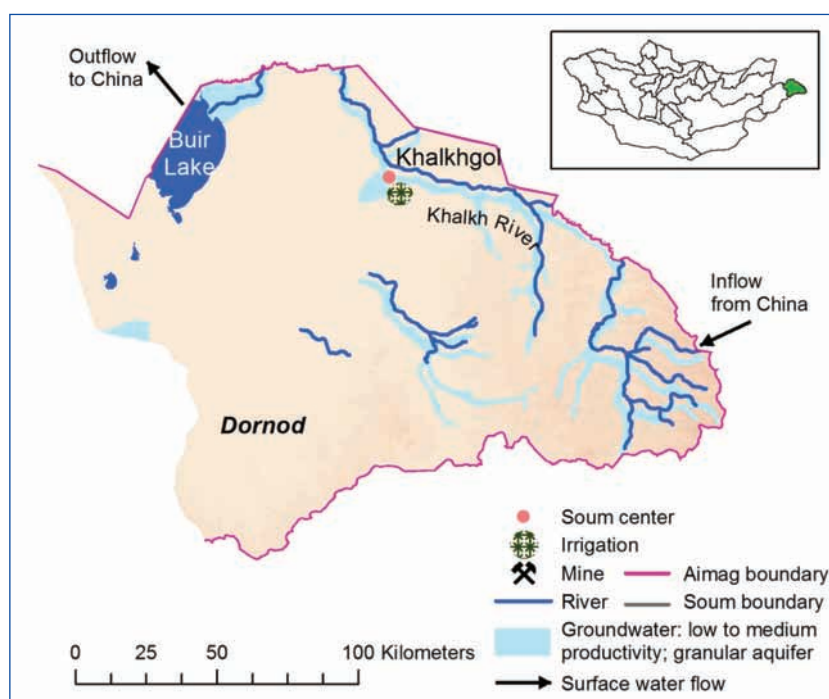 Outflow
to China
Buir
Lake
Khalkhgol
Khalkh River
Inflow
from China
Dornod
Soum center
Irrigation
Mine
Aimag boundary
River
Soum boundary
Groundwater: low to medium
productivity; granular aquifer
Surface water flow
0 25 50 100 Kilometers